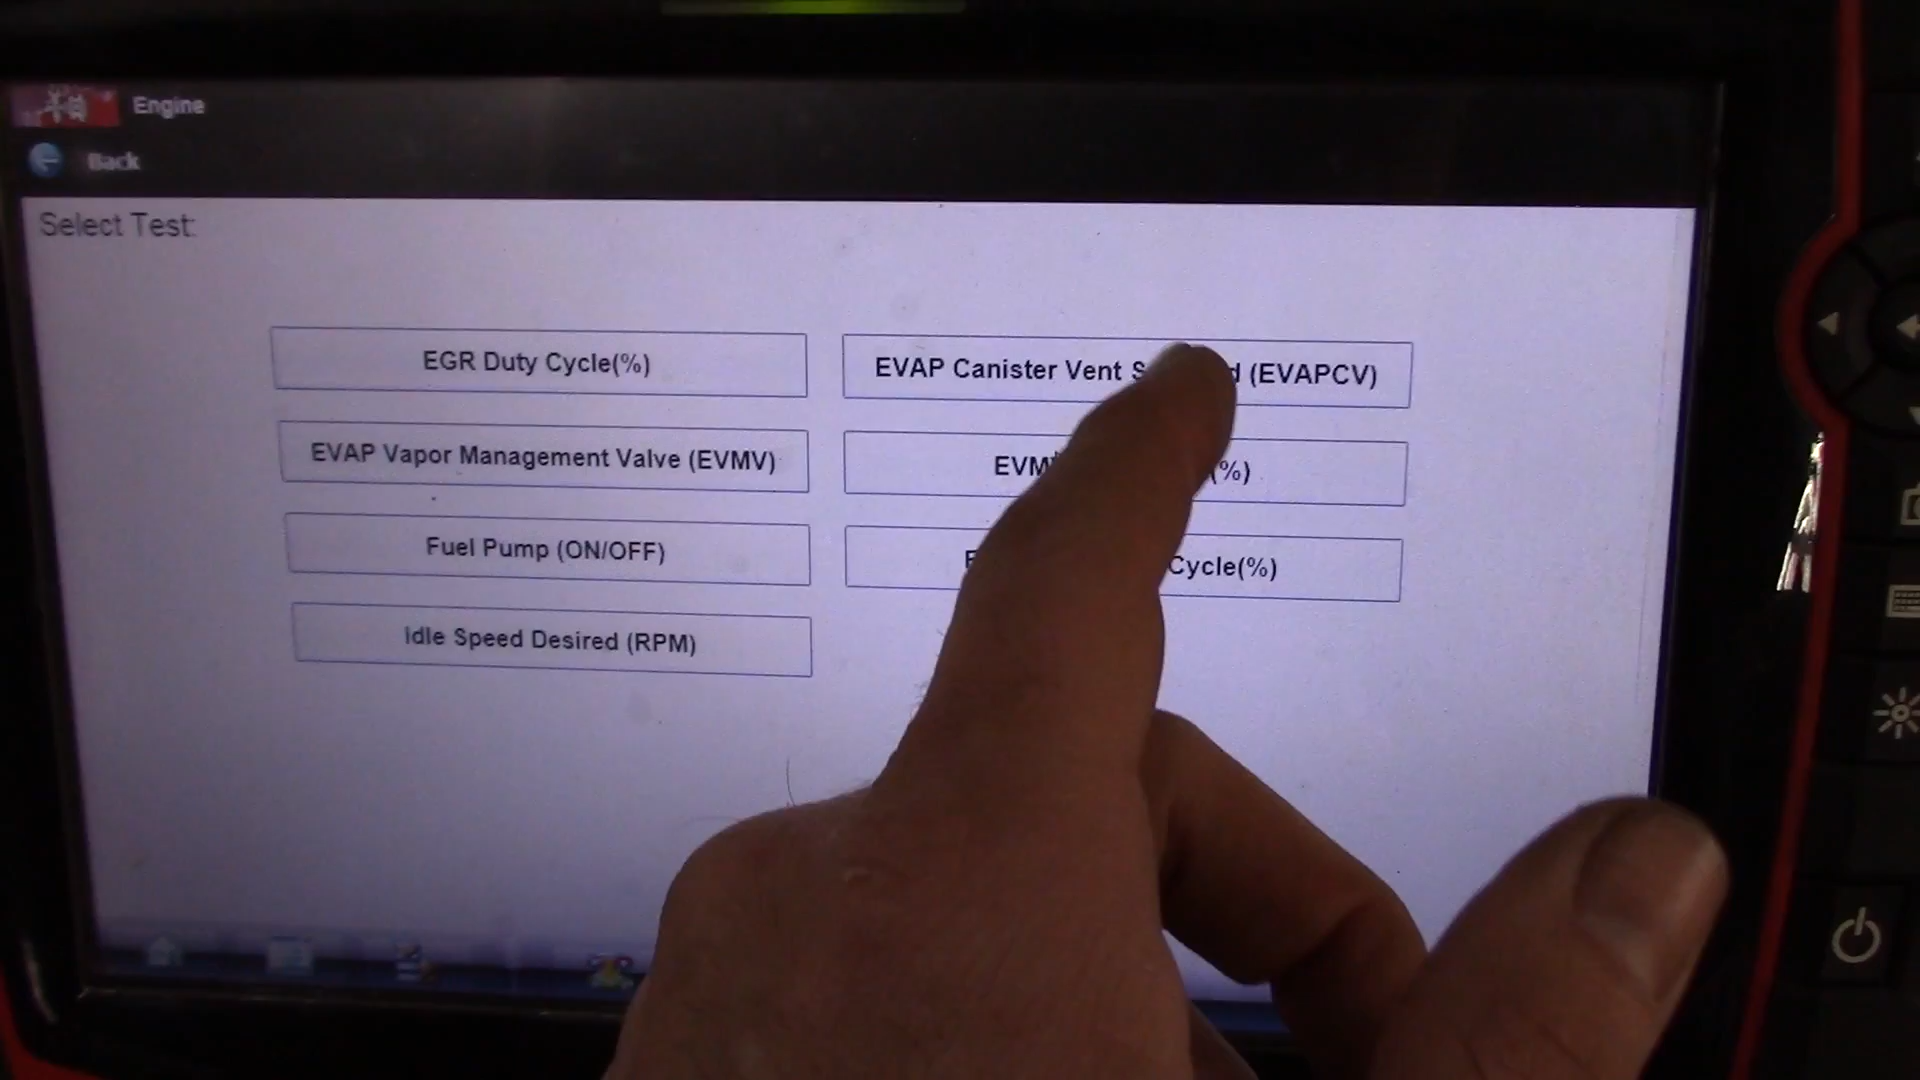 Engine
Back
Select Test:
EGR Duty Cycle(%)
EVAP Canister Vent (EVAPCV)
EVAP Vapor Management Valve (EVMV)
(%)
Fuel Pump (ON/OFF)
Cycle(%)
Idle Speed Desired (RPM)